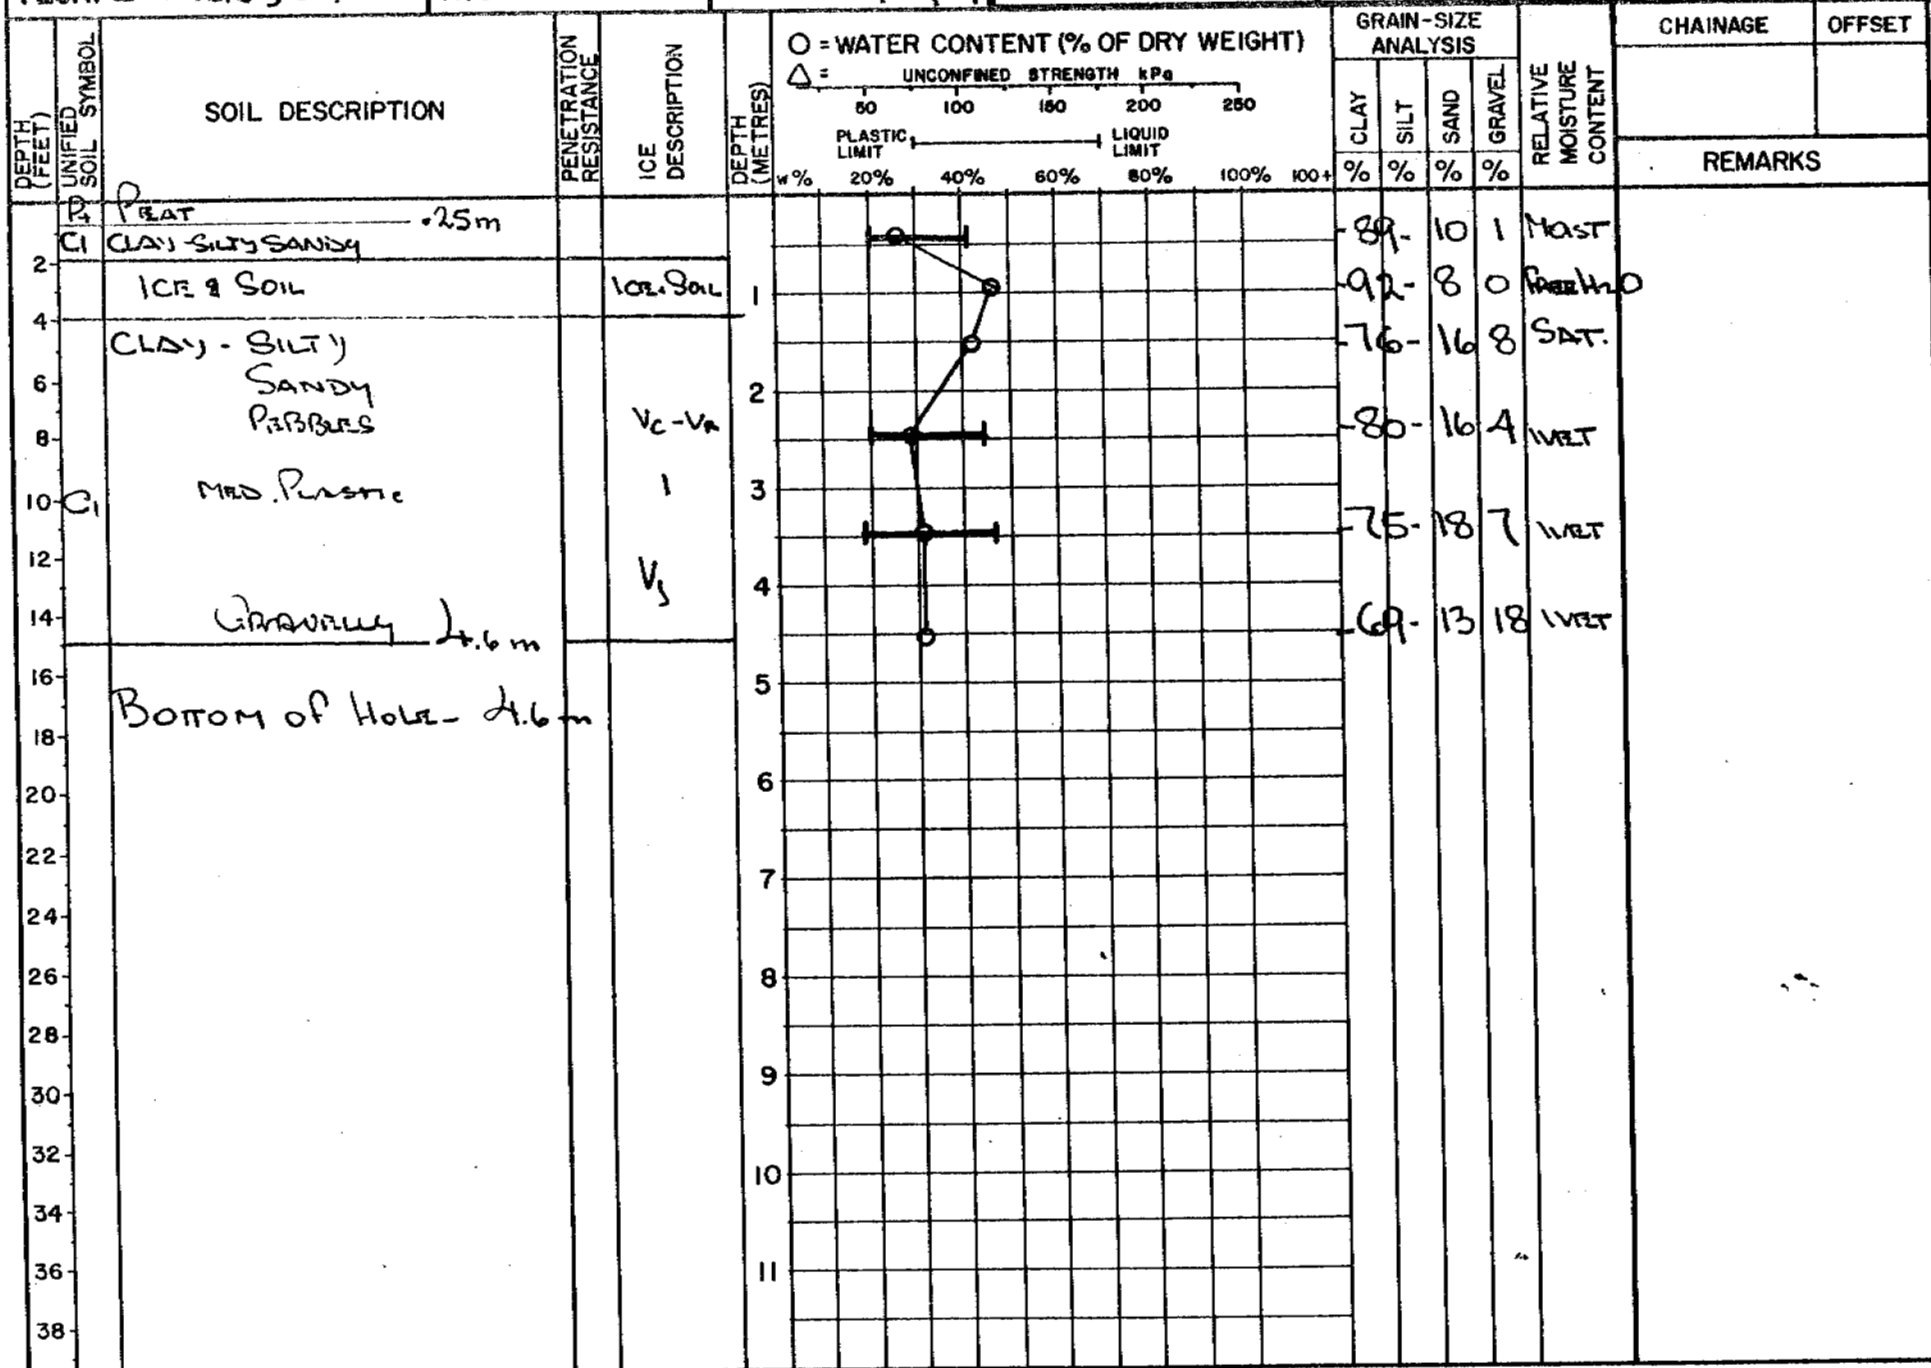 O = WATER CONTENT (% OF DRY WEIGHT)
△ = UNCONFINED STRENGTH kPa
50 100 150 200 250
PLASTIC LIMIT LIQUID LIMIT
W% 20% 40% 60% 80% 100% 100+
DEPTH (FEET)
UNIFIED SOIL SYMBOL
SOIL DESCRIPTION
PENETRATION RESISTANCE
ICE DESCRIPTION
DEPTH (METRES)
GRAIN-SIZE ANALYSIS
CLAY % SILT % SAND % GRAVEL %
RELATIVE MOISTURE CONTENT
CHAINAGE OFFSET
REMARKS
Pt PEAT .25m
CI CLAY-SILTY SANDY
-89- 10 1 MOIST
2
ICE & SOIL ICE+SOIL 1
-92- 8 0 FREE H2O
4
CLAY - SILTY
-76- 16 8 SAT.
6 SANDY 2
PEBBLES Vc-VR
8
-80- 16 4 WET
10 CI MED. PLASTIC 3
-75- 18 7 WET
12
Vs 4
14 GRAVELLY 4.6 m
-69- 13 18 WET
16 5
BOTTOM OF HOLE - 4.6 m
18
6
20
22
7
24
26 8
28
9
30
32
10
34
36 11
38